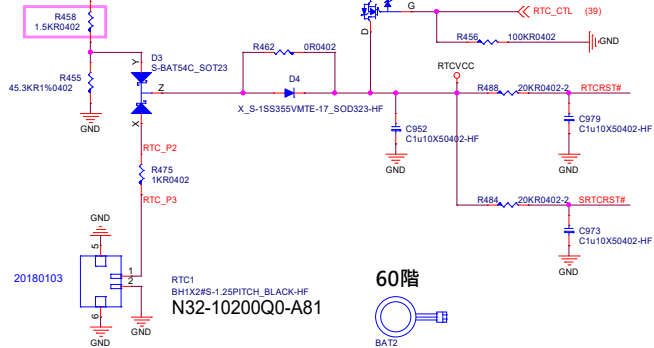 R458
1.5KR0402
G
RTC_CTL (39)
R462
0R0402
R456
100KR0402
GND
D
D3
S-BAT54C_SOT23
RTCVCC
Y
R455
45.3KR1%0402
Z
D4
R488
20KR0402-2
RTCRST#
X_S-1SS355VMTE-17_SOD323-HF
GND
X
C952
C1u10X50402-HF
C979
C1u10X50402-HF
RTC_P2
GND
GND
R475
1KR0402
RTC_P3
R484
20KR0402-2
SRTCRST#
GND
C973
C1u10X50402-HF
5
GND
20180103
1
2
RTC1
BH1X2#S-1.25PITCH_BLACK-HF
N32-10200Q0-A81
60階
6
GND
GND
BAT2